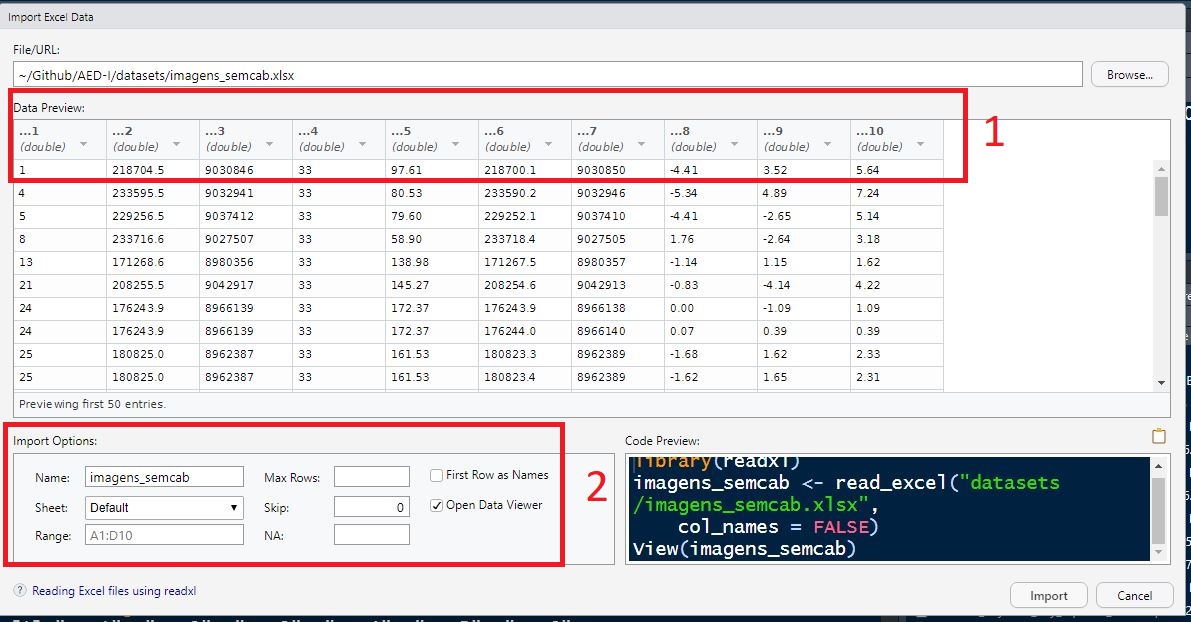 Import Excel Data
File/URL:
~/Github/AED-I/datasets/imagens_semcab.xlsx
Browse...
Data Preview:
...1 ...2 ...3 ...4 ...5 ...6 ...7 ...8 ...9 ...10
(double) (double) (double) (double) (double) (double) (double) (double) (double) (double)
1
1 218704.5 9030846 33 97.61 218700.1 9030850 -4.41 3.52 5.64
4 233595.5 9032941 33 80.53 233590.2 9032946 -5.34 4.89 7.24
5 229256.5 9037412 33 79.60 229252.1 9037410 -4.41 -2.65 5.14
8 233716.6 9027507 33 58.90 233718.4 9027505 1.76 -2.64 3.18
13 171268.6 8980356 33 138.98 171267.5 8980357 -1.14 1.15 1.62
21 208255.5 9042917 33 145.27 208254.6 9042913 -0.83 -4.14 4.22
24 176243.9 8966139 33 172.37 176243.9 8966138 0.00 -1.09 1.09
24 176243.9 8966139 33 172.37 176244.0 8966140 0.07 0.39 0.39
25 180825.0 8962387 33 161.53 180823.3 8962389 -1.68 1.62 2.33
25 180825.0 8962387 33 161.53 180823.4 8962389 -1.62 1.65 2.31
Previewing first 50 entries.
Import Options:
Name: imagens_semcab Max Rows: First Row as Names
Sheet: Default Skip: 0 Open Data Viewer
Range: A1:D10 NA:
2
Code Preview:
library(readxl)
imagens_semcab <- read_excel("datasets
/imagens_semcab.xlsx",
col_names = FALSE)
View(imagens_semcab)
Reading Excel files using readxl
Import
Cancel